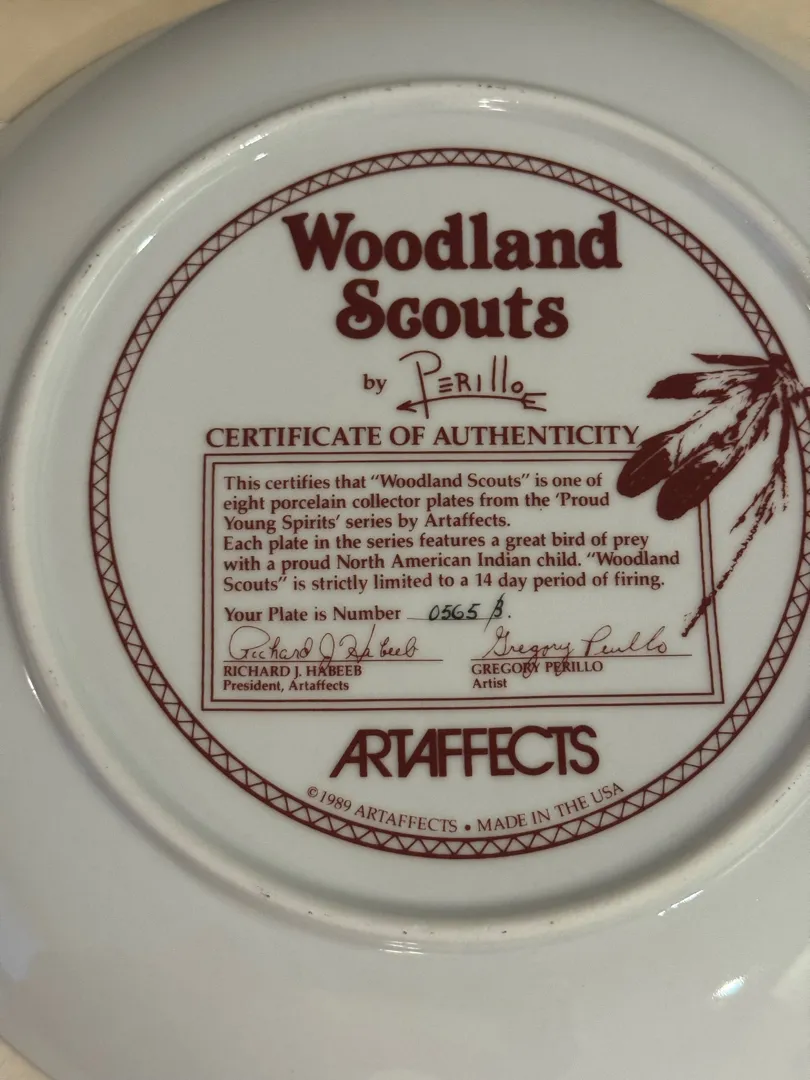 Woodland
Scouts
by PERIllo
CERTIFICATE OF AUTHENTICITY
This certifies that “Woodland Scouts” is one of
eight porcelain collector plates from the ‘Proud
Young Spirits’ series by Artaffects.
Each plate in the series features a great bird of prey
with a proud North American Indian child. “Woodland
Scouts” is strictly limited to a 14 day period of firing.
Your Plate is Number 0565 B.
Richard J Habeeb Gregory Perillo
RICHARD J. HABEEB GREGORY PERILLO
President, Artaffects Artist
ARTAFFECTS
©1989 ARTAFFECTS • MADE IN THE USA